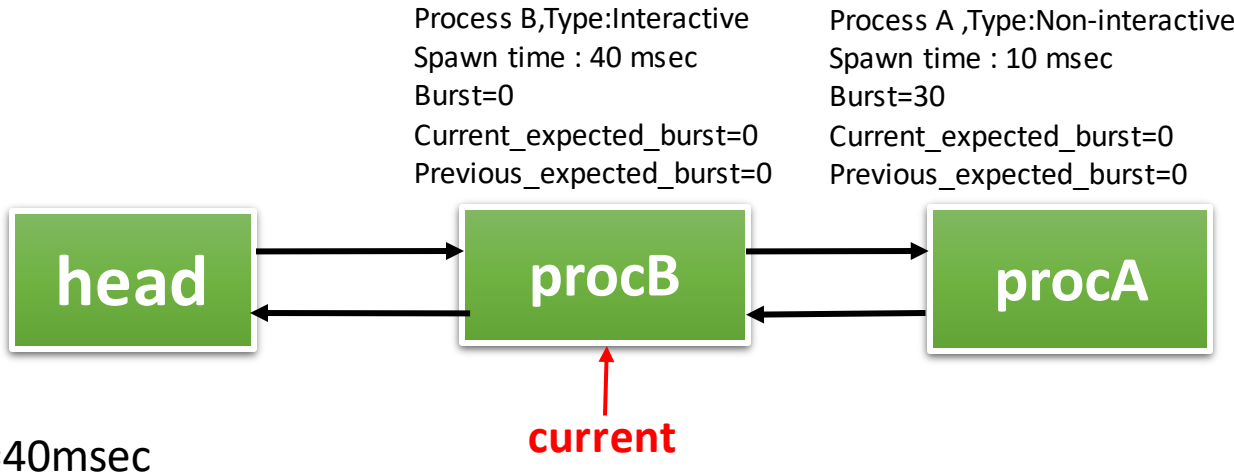 Process B,Type:Interactive
Spawn time : 40 msec
Burst=0
Current_expected_burst=0
Previous_expected_burst=0
Process A ,Type:Non-interactive
Spawn time : 10 msec
Burst=30
Current_expected_burst=0
Previous_expected_burst=0
head
procB
procA
current
=40msec